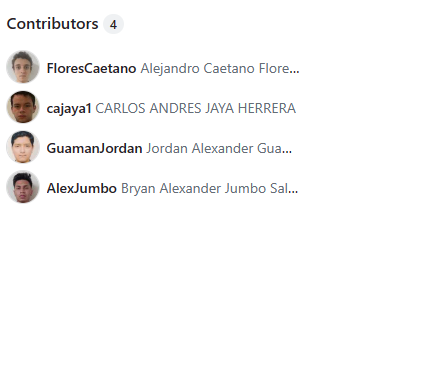 Contributors 4
FloresCaetano Alejandro Caetano Flore...
cajaya1 CARLOS ANDRES JAYA HERRERA
GuamanJordan Jordan Alexander Gua...
AlexJumbo Bryan Alexander Jumbo Sal...